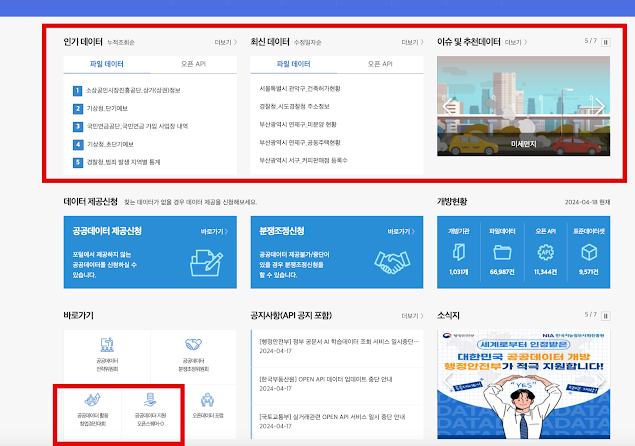 인기 데이터 누적조회순 더보기
파일 데이터 오픈 API
1 소상공인시장진흥공단_상가(상권)정보
2 기상청_단기예보
3 국민연금공단_국민연금 가입 사업장 내역
4 기상청_초단기예보
5 경찰청_범죄 발생 지역별 통계
최신 데이터 수정일자순 더보기
파일 데이터 오픈 API
서울특별시 관악구_건축허가현황
경찰청_시도경찰청 주소정보
부산광역시 연제구_미분양 현황
부산광역시 연제구_공동주택현황
부산광역시 서구_커피판매점 등록수
이슈 및 추천데이터 더보기 5 / 7
미세먼지
데이터 제공신청 찾는 데이터가 없을 경우 데이터 제공을 신청해보세요.
공공데이터 제공신청 바로가기
포털에서 제공하지 않는
공공데이터를 신청하실 수
있습니다.
분쟁조정신청 바로가기
공공데이터 제공불가/중단이
있을 경우 분쟁조정신청을
할 수 있습니다.
개방현황 2024-04-18 현재
개방기관 파일데이터 오픈 API 표준데이터셋
API
1,031개 66,987건 11,344건 9,571건
바로가기
공공데이터
전략위원회
공공데이터
분쟁조정위원회
공공데이터 활용
창업경진대회
공공데이터 지원
오픈스퀘어-D
오픈데이터 포럼
공지사항(API 공지 포함) 더보기
[행정안전부] 정부 공문서 AI 학습데이터 조회 서비스 일시중단···
2024-04-17
[한국부동산원] OPEN API 데이터 업데이트 중단 안내
2024-04-17
[국토교통부] 실거래관련 OPEN API 서비스 일시 중단 안내
2024-04-17
소식지 5 / 7
행정안전부 NIA 한국지능정보사회진흥원
세계로부터 인정받은
대한민국 공공데이터 개방
행정안전부가 적극 지원합니다!
"YES"
DATA